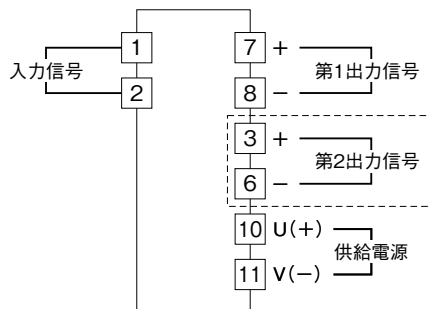 1
2
入力信号
7 +
8 −
第1出力信号
3 +
6 −
第2出力信号
10 U(+)
11 V(−)
供給電源